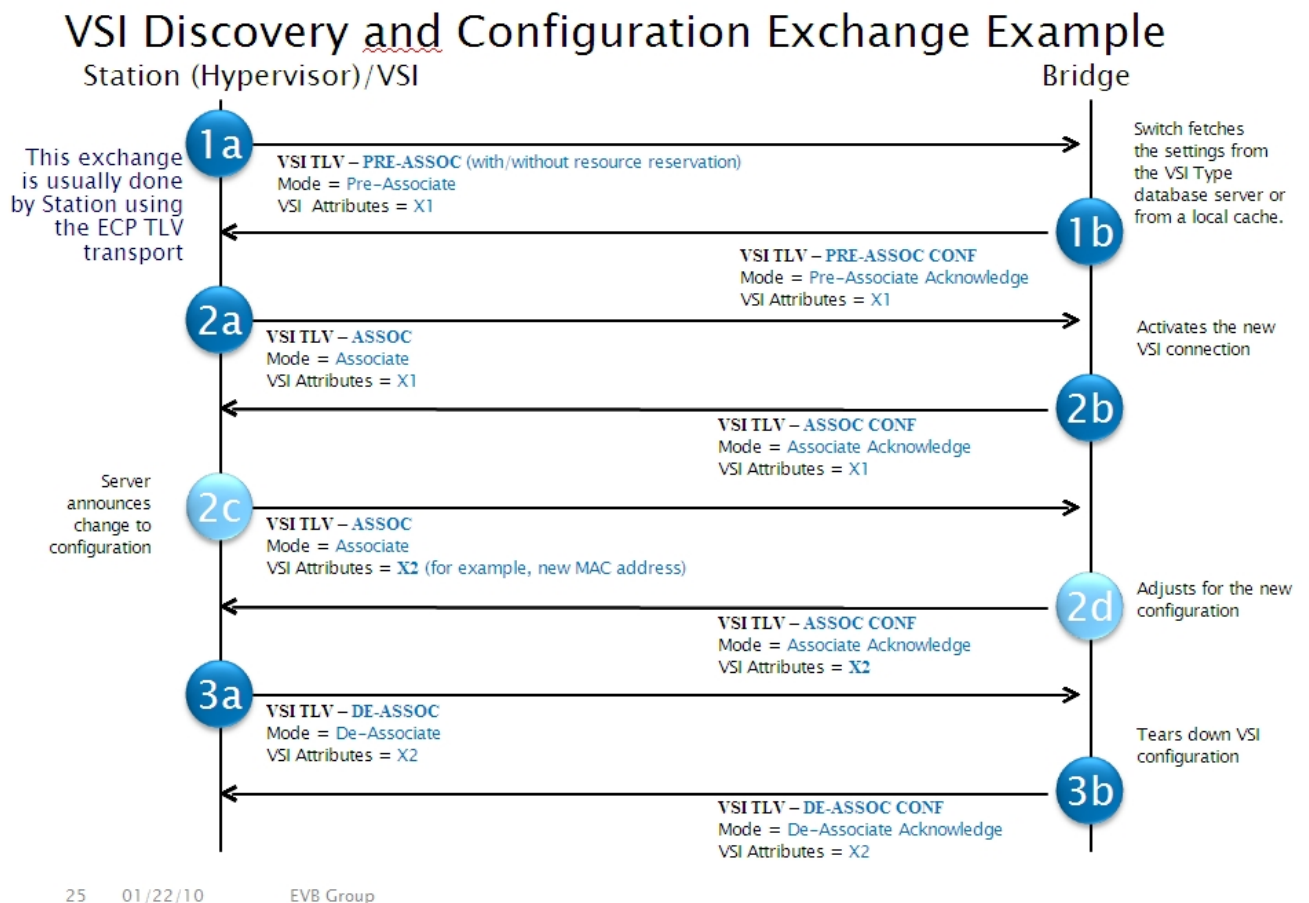 VSI Discovery and Configuration Exchange Example
Station (Hypervisor)/VSI
Bridge
This exchange
is usually done
by Station using
the ECP TLV
transport
1a
VSI TLV – PRE-ASSOC (with/without resource reservation)
Mode = Pre-Associate
VSI Attributes = X1
Switch fetches
the settings from
the VSI Type
database server or
from a local cache.
1b
VSI TLV – PRE-ASSOC CONF
Mode = Pre-Associate Acknowledge
VSI Attributes = X1
2a
VSI TLV – ASSOC
Mode = Associate
VSI Attributes = X1
Activates the new
VSI connection
2b
VSI TLV – ASSOC CONF
Mode = Associate Acknowledge
VSI Attributes = X1
Server
announces
change to
configuration
2c
VSI TLV – ASSOC
Mode = Associate
VSI Attributes = X2 (for example, new MAC address)
2d
Adjusts for the new
configuration
VSI TLV – ASSOC CONF
Mode = Associate Acknowledge
VSI Attributes = X2
3a
VSI TLV – DE-ASSOC
Mode = De-Associate
VSI Attributes = X2
Tears down VSI
configuration
3b
VSI TLV – DE-ASSOC CONF
Mode = De-Associate Acknowledge
VSI Attributes = X2
25 01/22/10 EVB Group